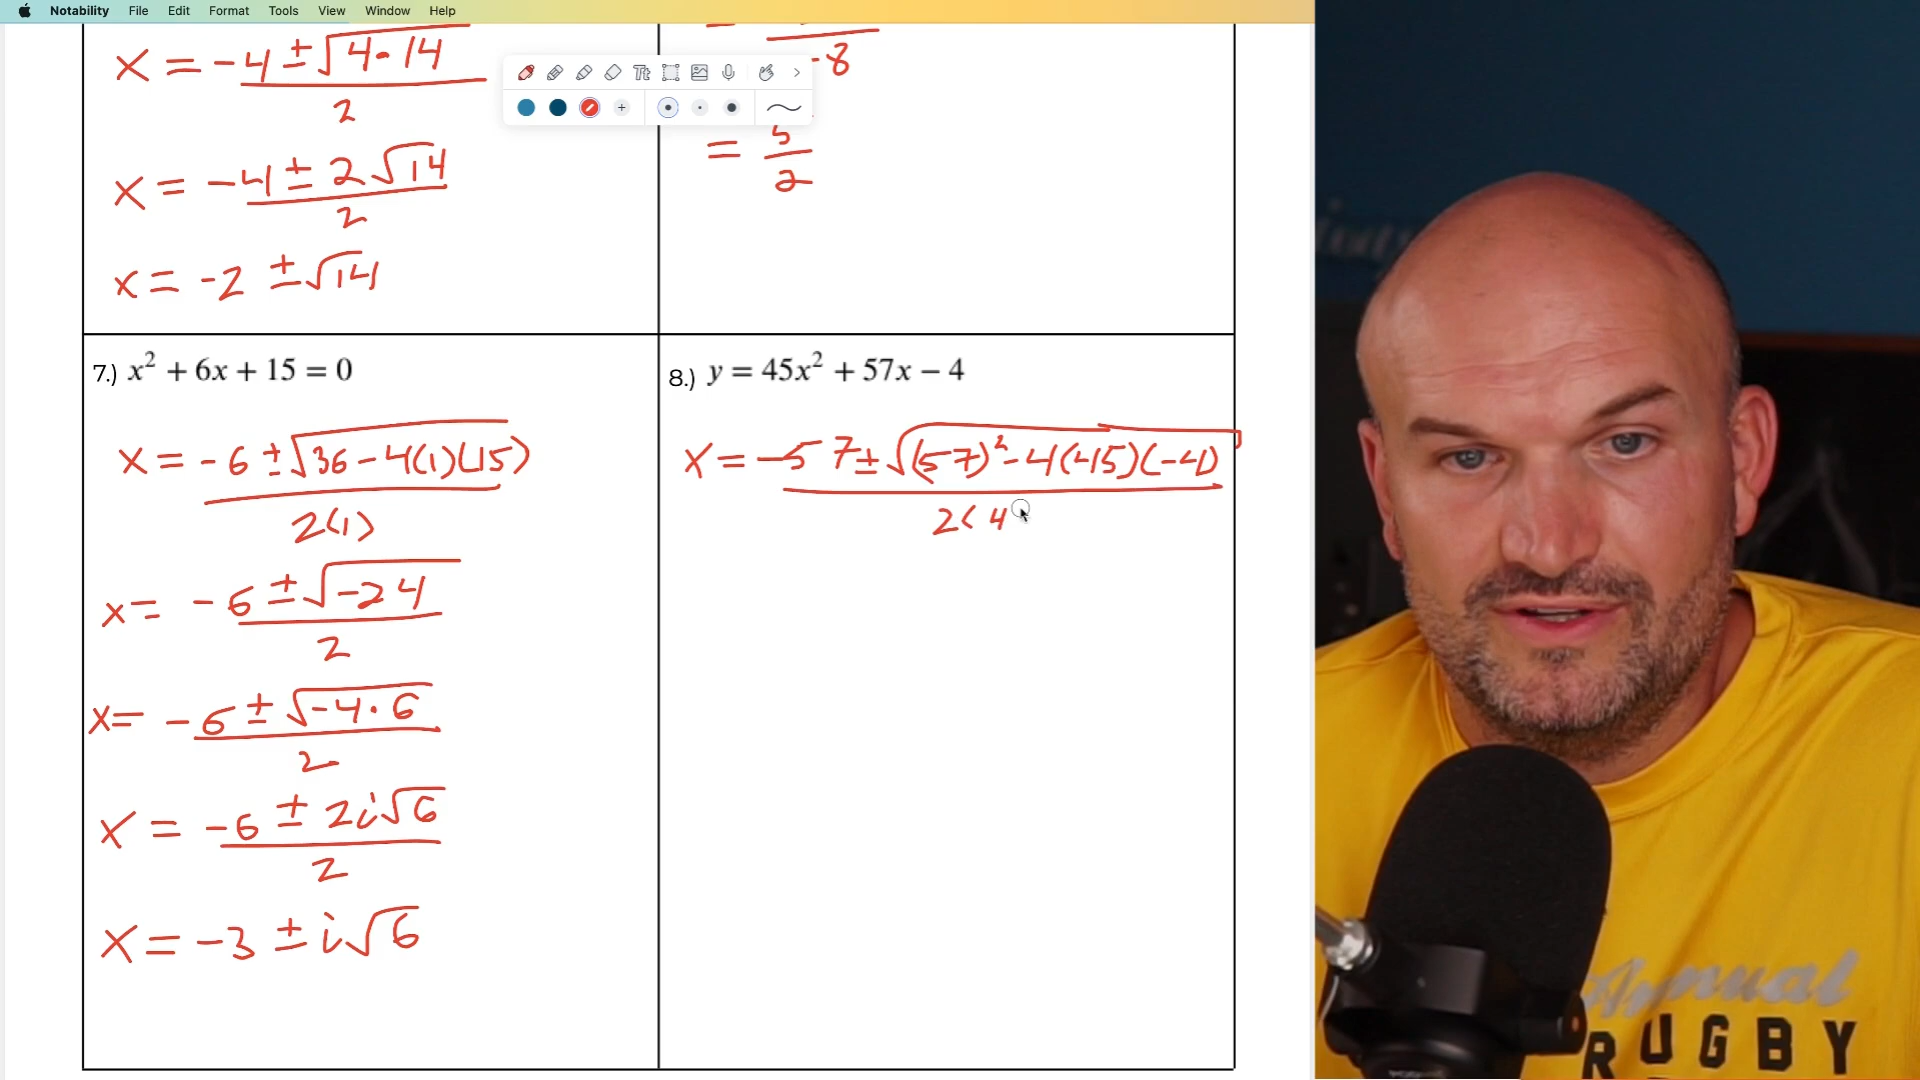 Notability File Edit Format Tools View Window Help
x = -4 ± √4·14
2
x = -4 ± 2√14
2
x = -2 ± √14
=
-8
= 5
2
7.) x² + 6x + 15 = 0
x = -6 ± √36 - 4(1)(15)
2(1)
x = -6 ± √-24
2
x = -6 ± √-4·6
2
x = -6 ± 2i√6
2
x = -3 ± i√6
8.) y = 45x² + 57x − 4
x = -57 ± √(57)² - 4(45)(-4)
2(4
Tt
Annual
RUGBY